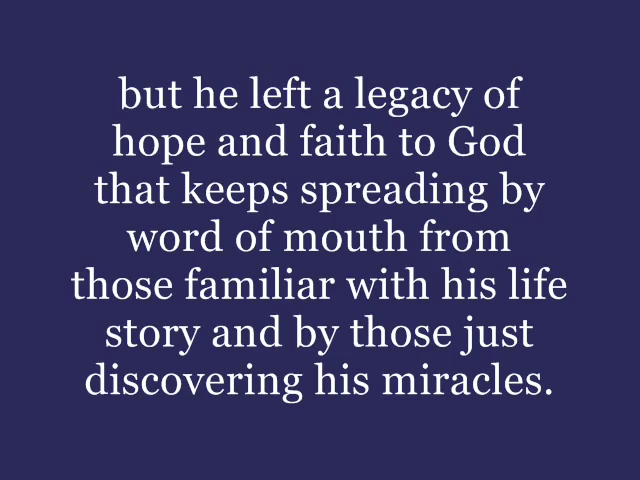 but he left a legacy of
hope and faith to God
that keeps spreading by
word of mouth from
those familiar with his life
story and by those just
discovering his miracles.